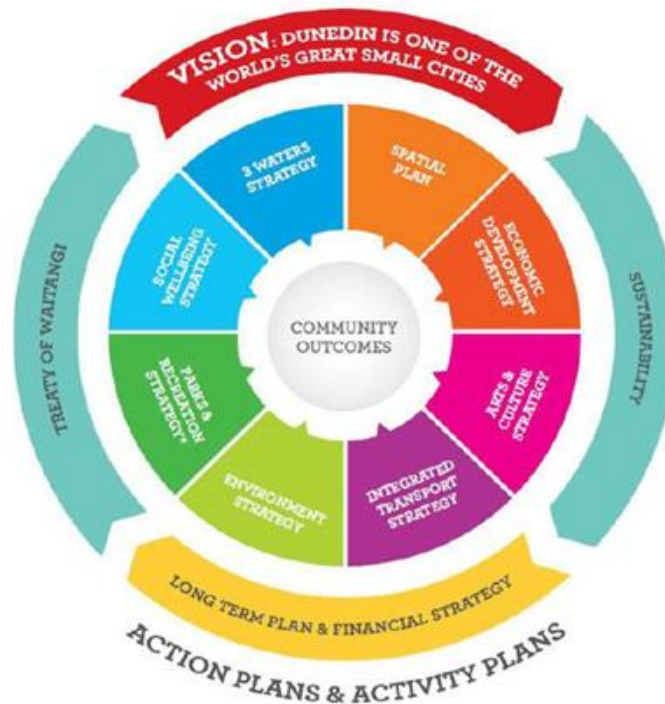 VISION: DUNEDIN IS ONE OF THE
WORLD'S GREAT SMALL CITIES
3 WATERS
STRATEGY
SPATIAL
PLAN
ECONOMIC
DEVELOPMENT
STRATEGY
ARTS &
CULTURE
STRATEGY
INTEGRATED
TRANSPORT
STRATEGY
ENVIRONMENT
STRATEGY
PARKS &
RECREATION
STRATEGY*
SOCIAL
WELLBEING
STRATEGY
COMMUNITY
OUTCOMES
TREATY OF WAITANGI
SUSTAINABILITY
LONG TERM PLAN & FINANCIAL STRATEGY
ACTION PLANS & ACTIVITY PLANS